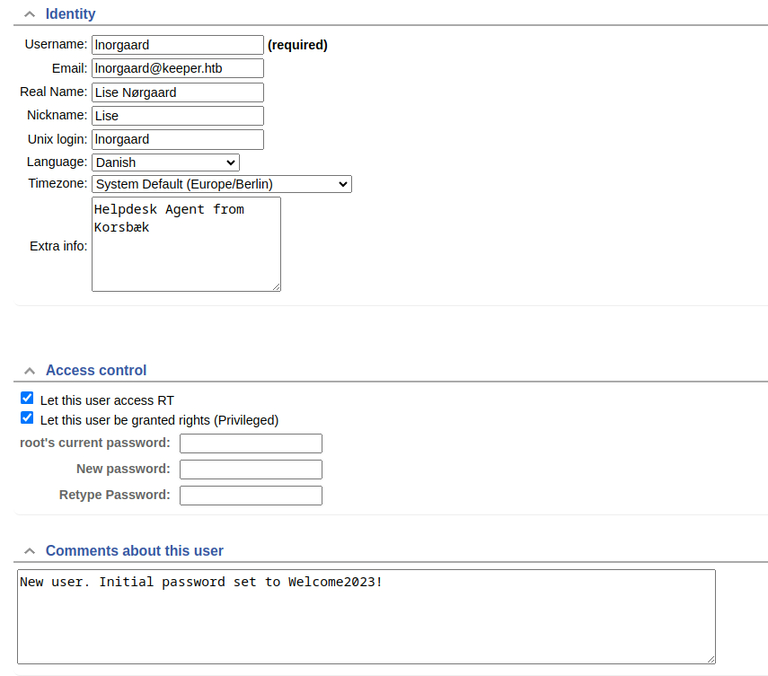 Identity
Username: lnorgaard (required)
Email: lnorgaard@keeper.htb
Real Name: Lise Nørgaard
Nickname: Lise
Unix login: lnorgaard
Language: Danish
Timezone: System Default (Europe/Berlin)
Extra info: Helpdesk Agent from
Korsbæk
Access control
Let this user access RT
Let this user be granted rights (Privileged)
root's current password:
New password:
Retype Password:
Comments about this user
New user. Initial password set to Welcome2023!